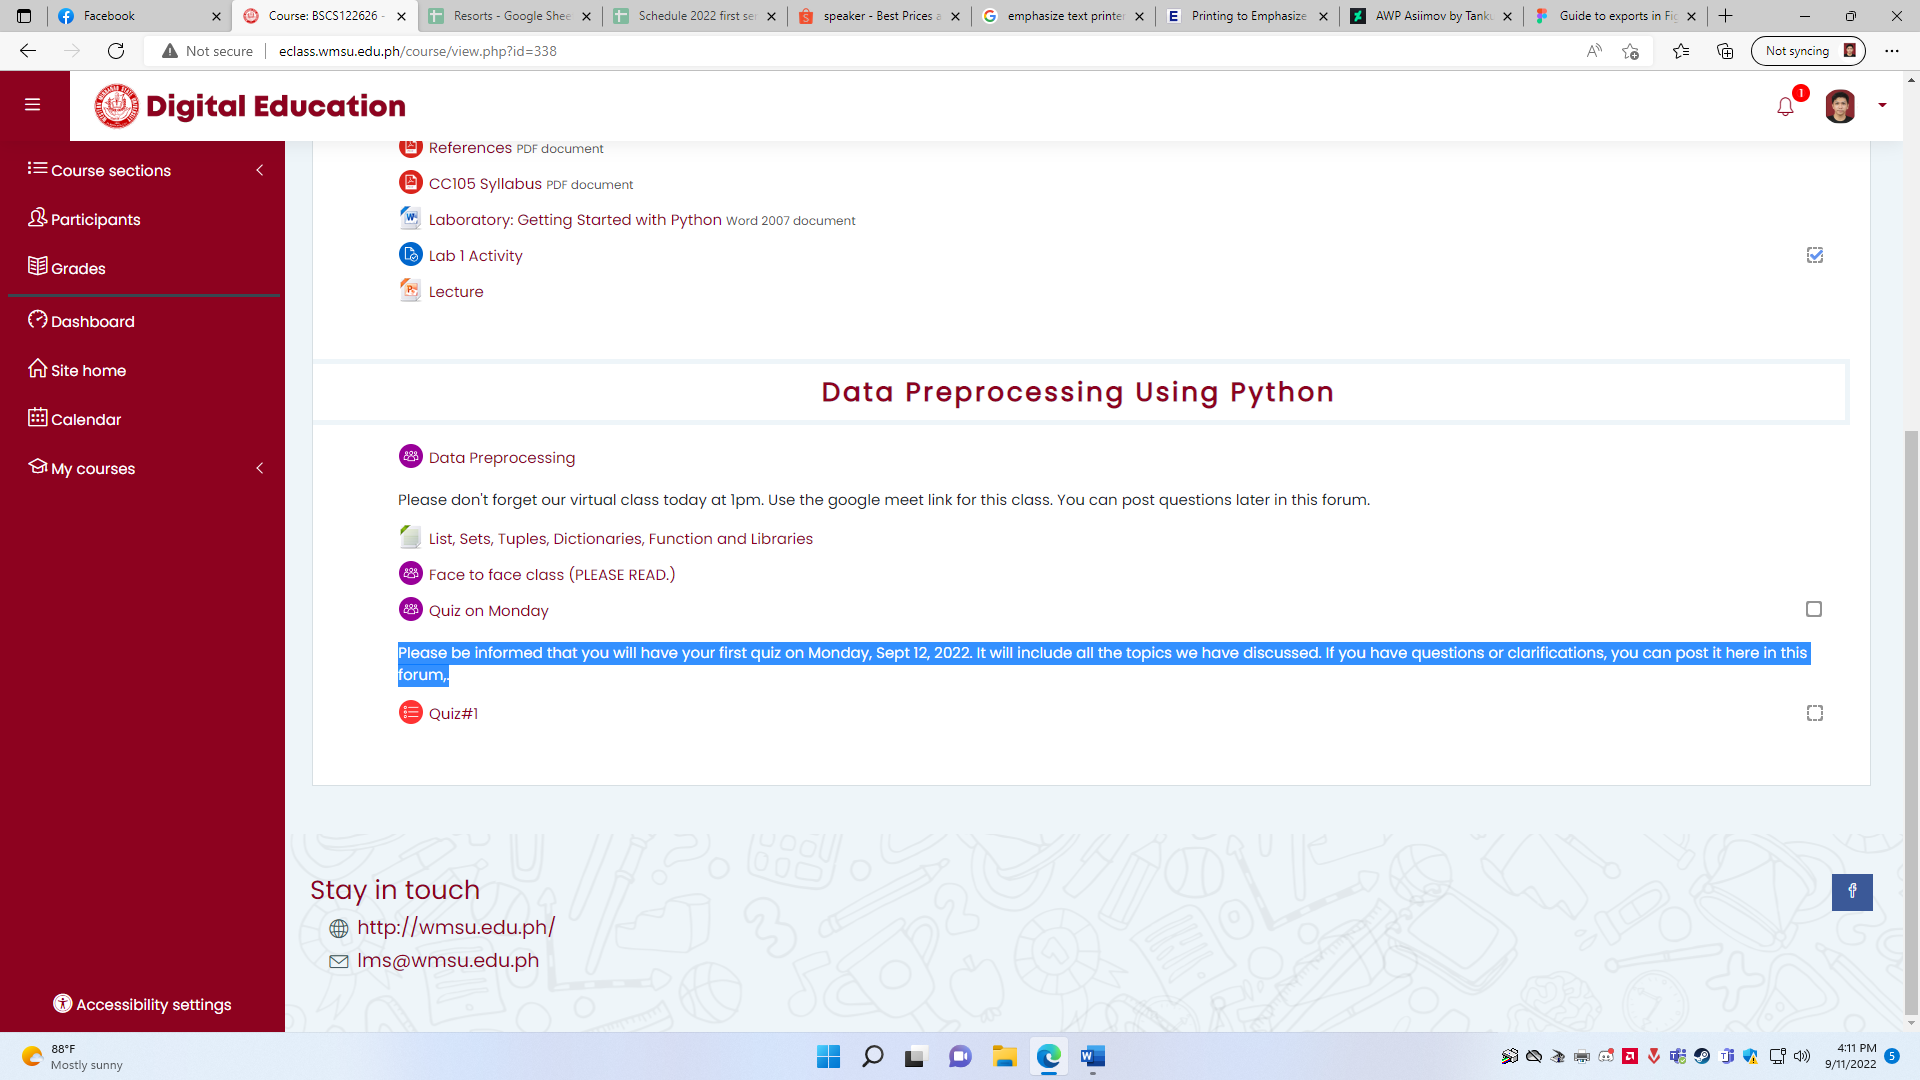 Facebook
Course: BSCS122626 -
Resorts - Google Shee
Schedule 2022 first se
speaker - Best Prices a
emphasize text printer
Printing to Emphasize
AWP Asiimov by Tanku
Guide to exports in Fig
Not secure
eclass.wmsu.edu.ph/course/view.php?id=338
Not syncing
Digital Education
1
Course sections
Participants
Grades
Dashboard
Site home
Calendar
My courses
Accessibility settings
References PDF document
CC105 Syllabus PDF document
Laboratory: Getting Started with Python Word 2007 document
Lab 1 Activity
Lecture
Data Preprocessing Using Python
Data Preprocessing
Please don't forget our virtual class today at 1pm. Use the google meet link for this class. You can post questions later in this forum.
List, Sets, Tuples, Dictionaries, Function and Libraries
Face to face class (PLEASE READ.)
Quiz on Monday
Please be informed that you will have your first quiz on Monday, Sept 12, 2022. It will include all the topics we have discussed. If you have questions or clarifications, you can post it here in this
forum,.
Quiz#1
Stay in touch
http://wmsu.edu.ph/
lms@wmsu.edu.ph
88°F
Mostly sunny
4:11 PM
9/11/2022
5